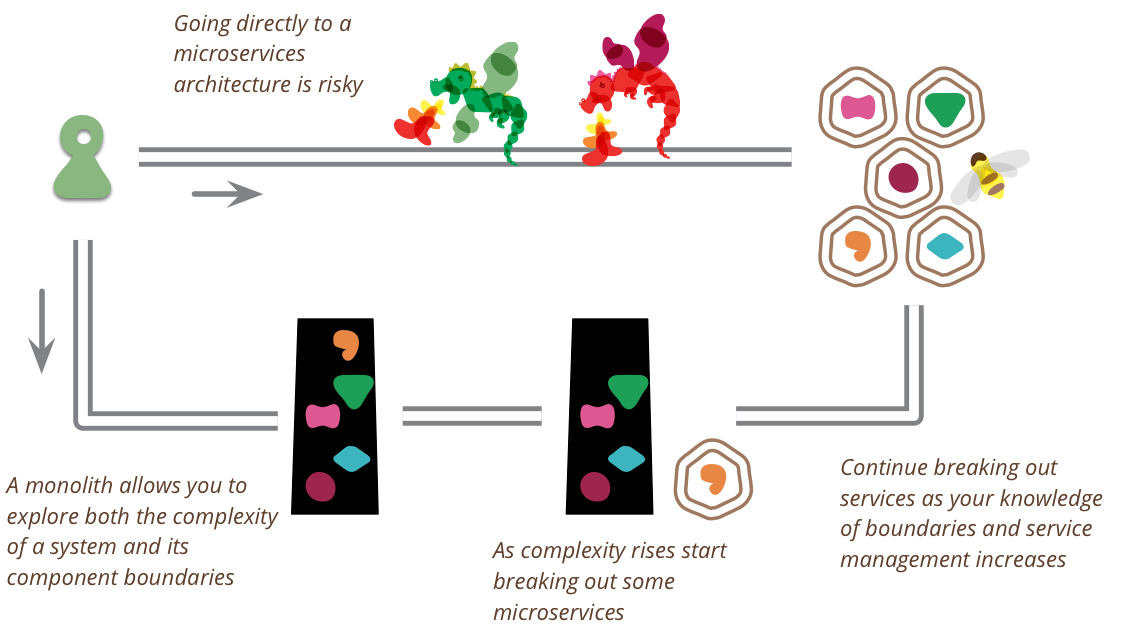 Going directly to a
microservices
architecture is risky
A monolith allows you to
explore both the complexity
of a system and its
component boundaries
As complexity rises start
breaking out some
microservices
Continue breaking out
services as your knowledge
of boundaries and service
management increases